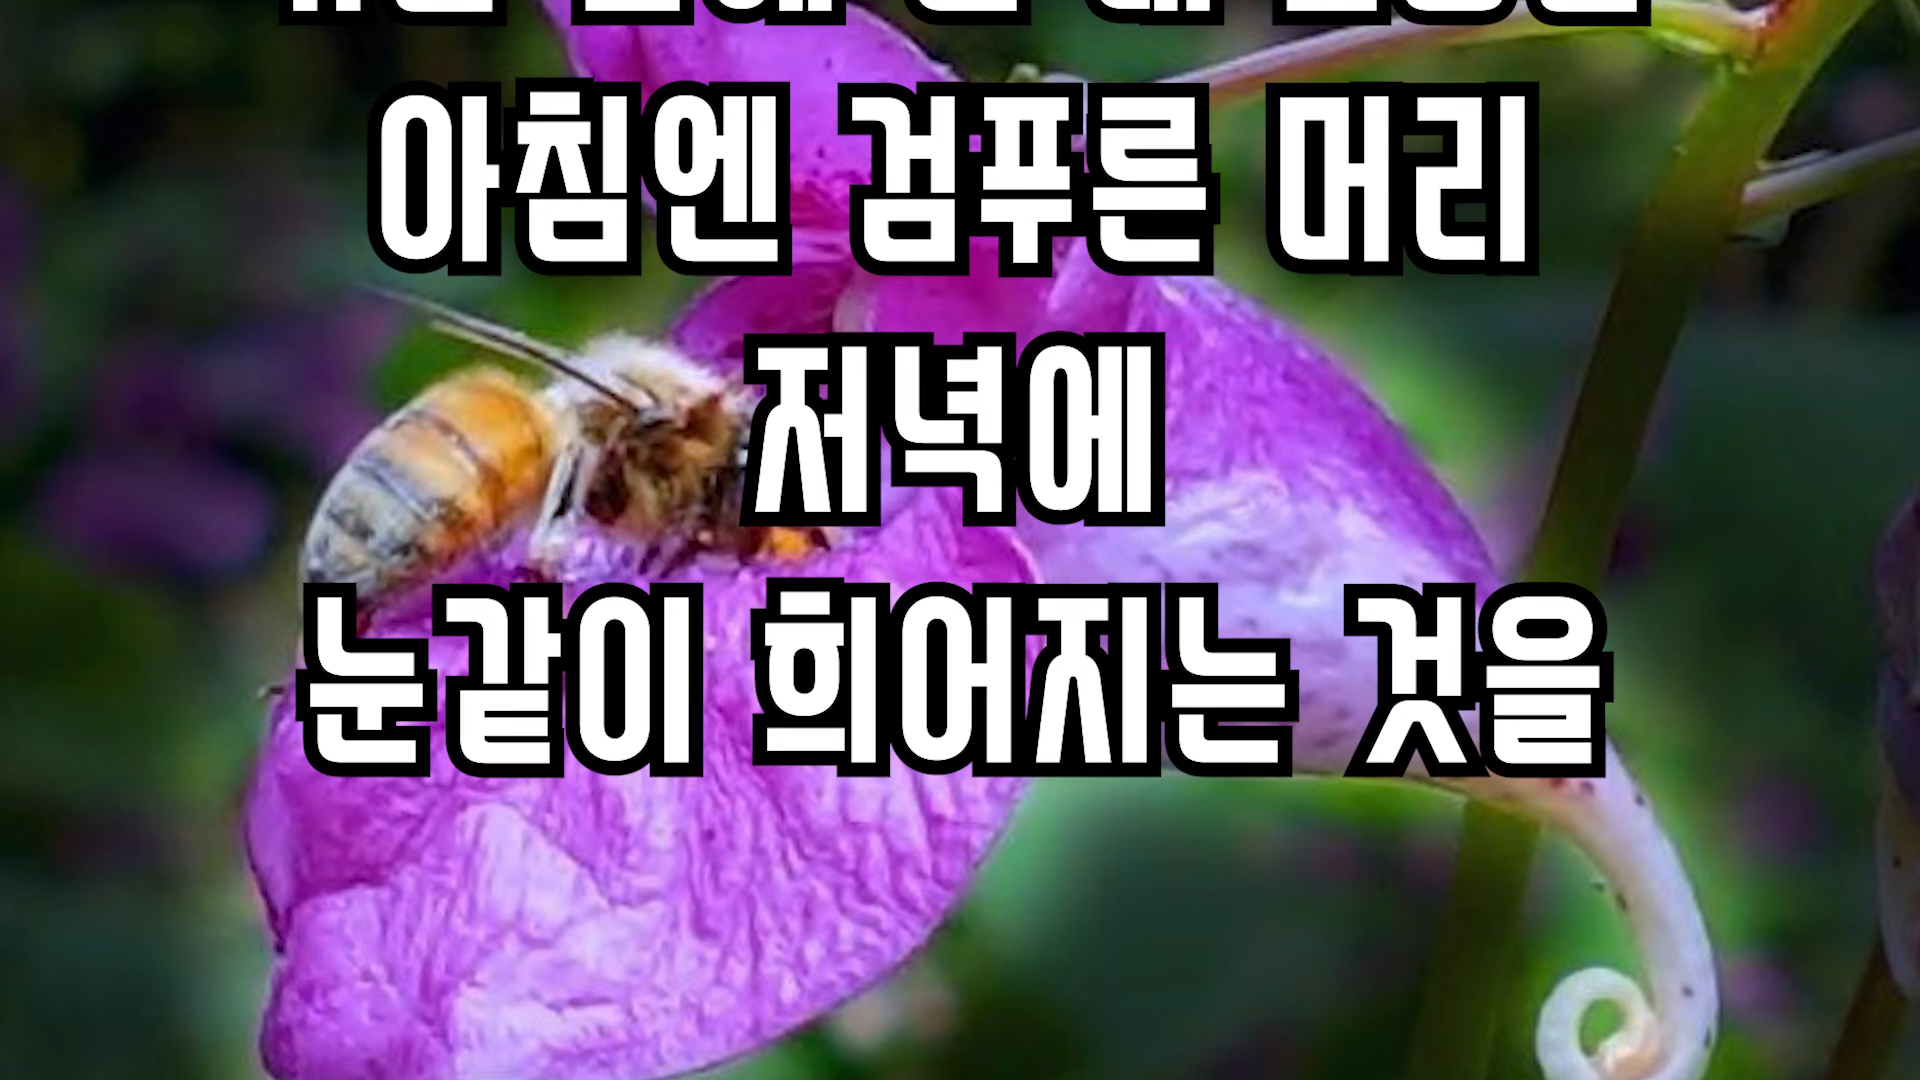 아침엔 검푸른 머리
저녁에
눈같이 희어지는 것을